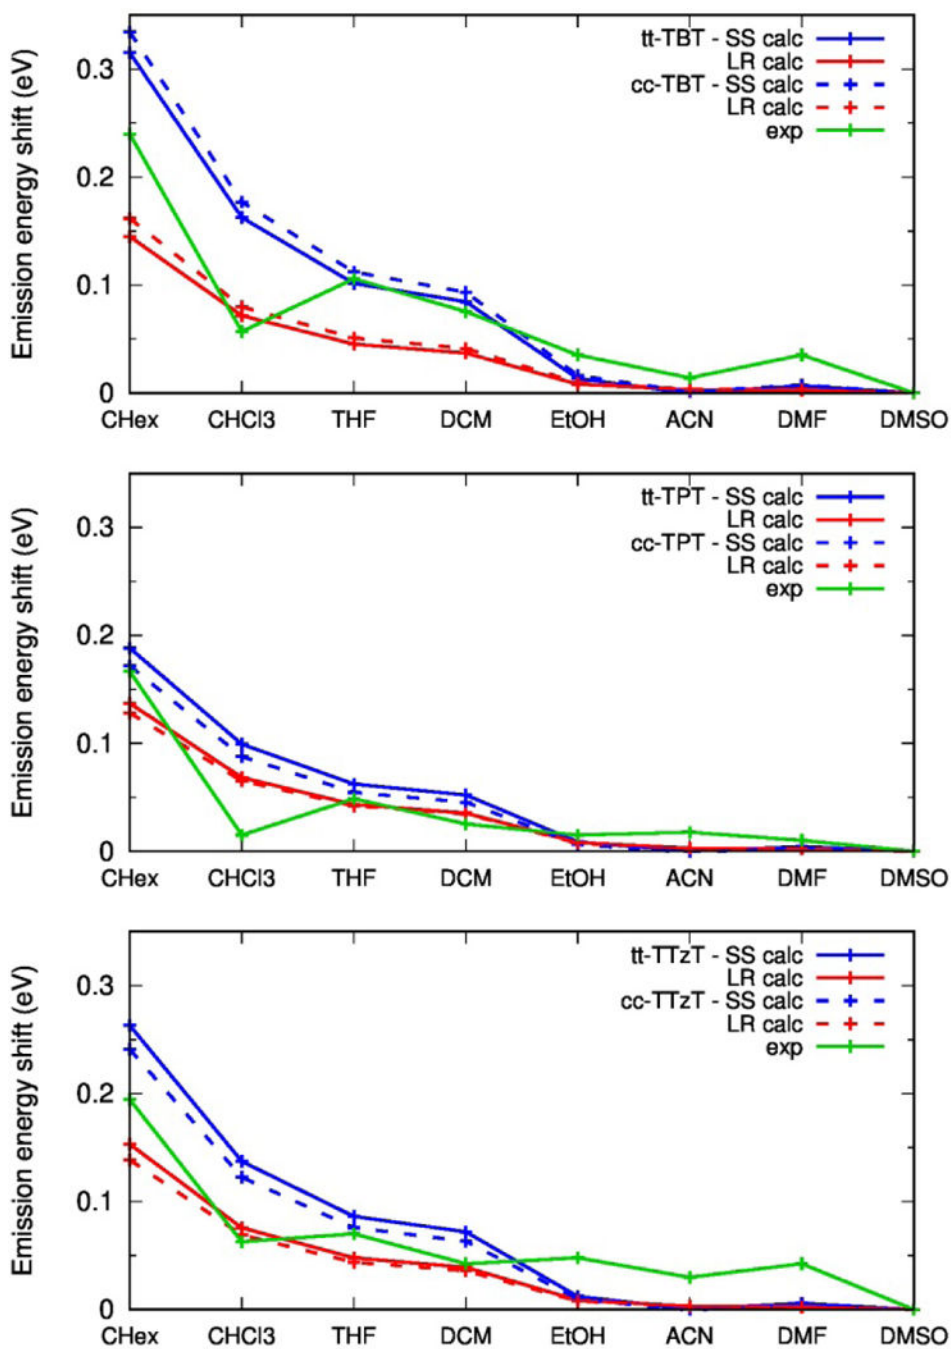 Emission energy shift (eV)
0.3
0.2
0.1
0
tt-TBT - SS calc
LR calc
cc-TBT - SS calc
LR calc
exp
CHex CHCl3 THF DCM EtOH ACN DMF DMSO
Emission energy shift (eV)
0.3
0.2
0.1
0
tt-TPT - SS calc
LR calc
cc-TPT - SS calc
LR calc
exp
CHex CHCl3 THF DCM EtOH ACN DMF DMSO
Emission energy shift (eV)
0.3
0.2
0.1
0
tt-TTzT - SS calc
LR calc
cc-TTzT - SS calc
LR calc
exp
CHex CHCl3 THF DCM EtOH ACN DMF DMSO